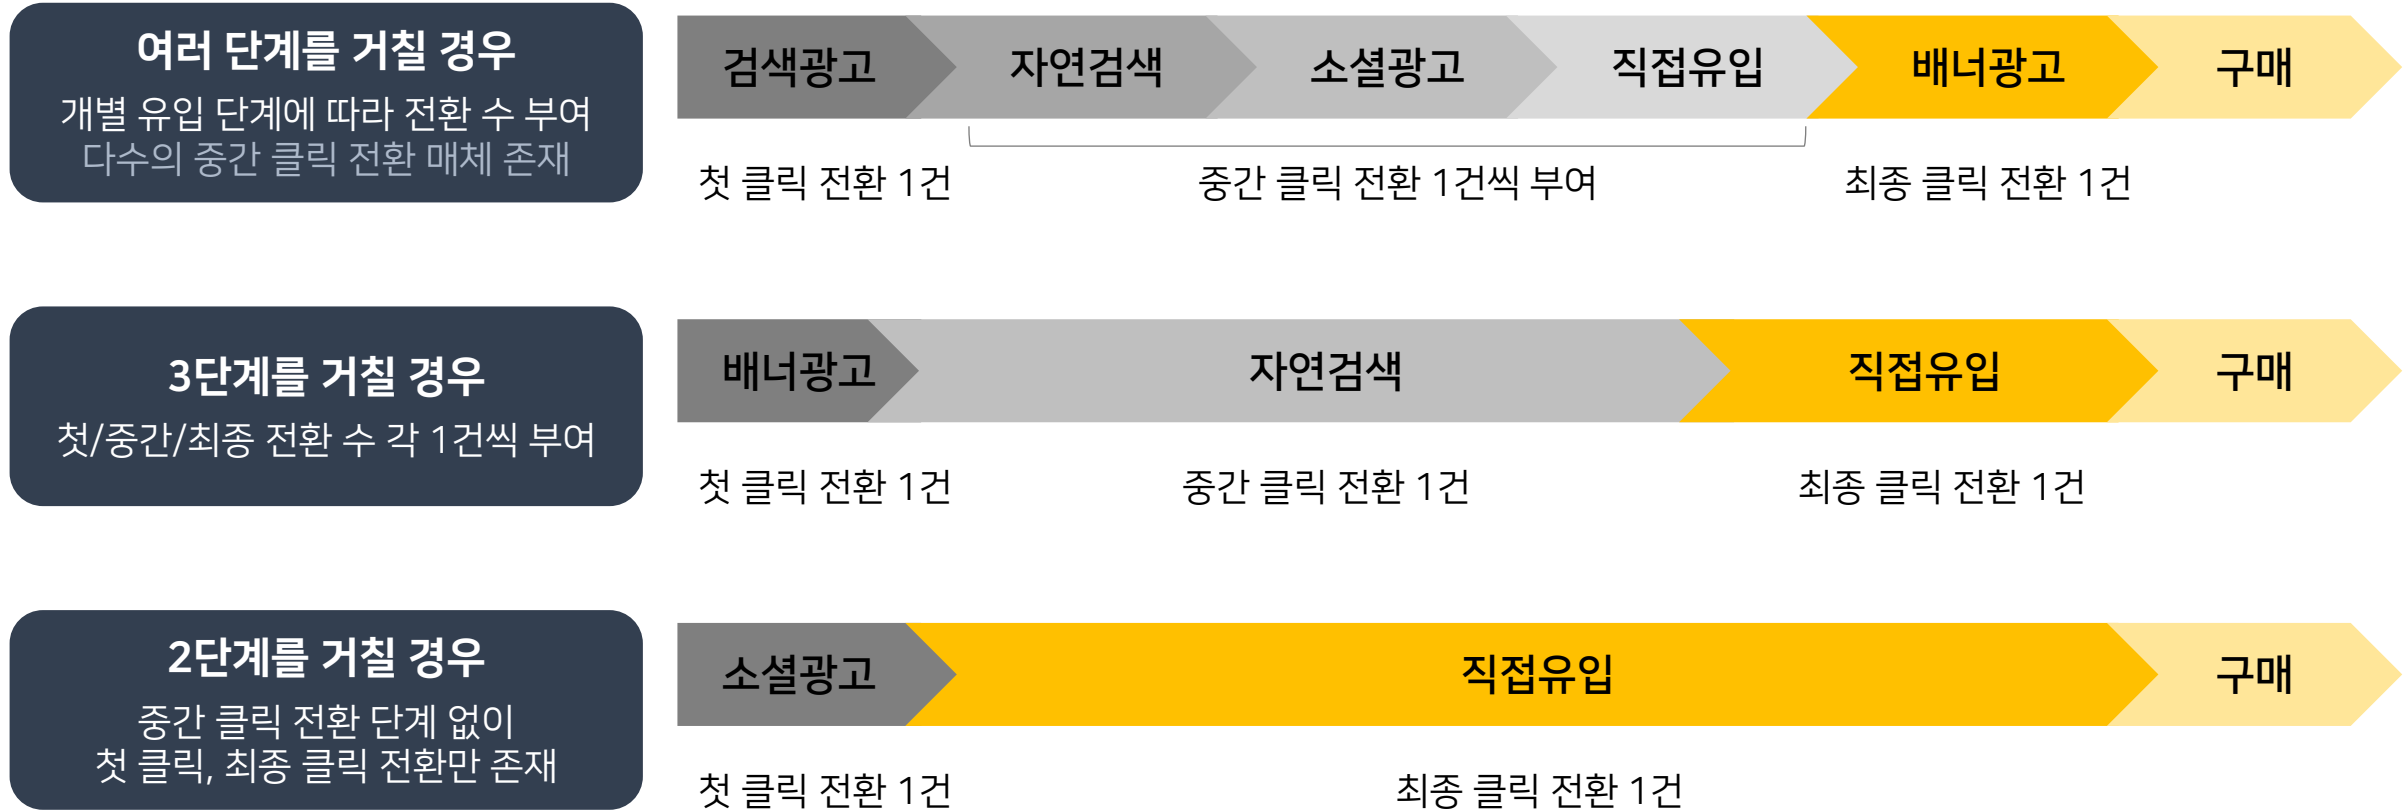 여러 단계를 거칠 경우
개별 유입 단계에 따라 전환 수 부여
다수의 중간 클릭 전환 매체 존재
검색광고 자연검색 소셜광고 직접유입 배너광고 구매
첫 클릭 전환 1건 중간 클릭 전환 1건씩 부여 최종 클릭 전환 1건
3단계를 거칠 경우
첫/중간/최종 전환 수 각 1건씩 부여
배너광고 자연검색 직접유입 구매
첫 클릭 전환 1건 중간 클릭 전환 1건 최종 클릭 전환 1건
2단계를 거칠 경우
중간 클릭 전환 단계 없이
첫 클릭, 최종 클릭 전환만 존재
소셜광고 직접유입 구매
첫 클릭 전환 1건 최종 클릭 전환 1건